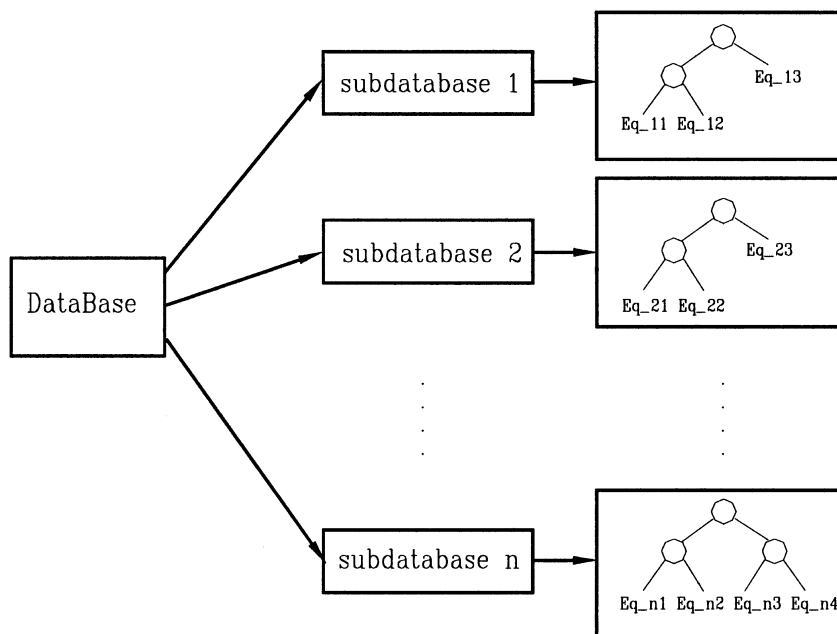 subdatabase 1
Eq_13
Eq_11 Eq_12
subdatabase 2
Eq_23
Eq_21 Eq_22
DataBase
subdatabase n
Eq_n1 Eq_n2 Eq_n3 Eq_n4